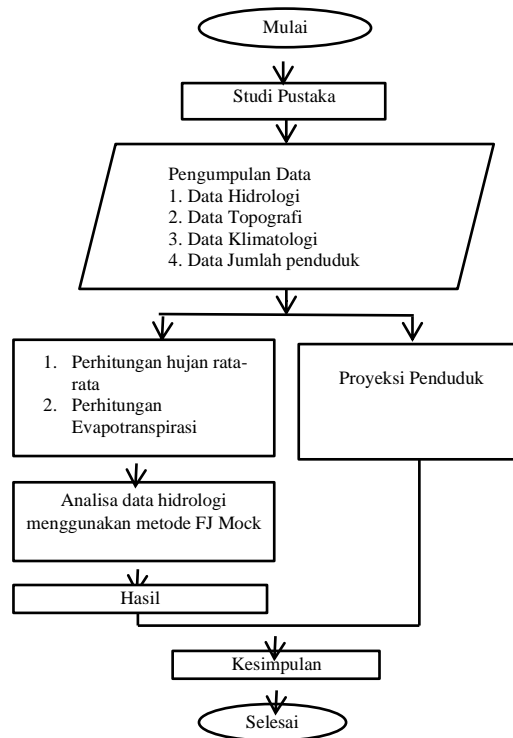 Mulai
Studi Pustaka
Pengumpulan Data
1. Data Hidrologi
2. Data Topografi
3. Data Klimatologi
4. Data Jumlah penduduk
1. Perhitungan hujan rata-
rata
2. Perhitungan
Evapotranspirasi
Proyeksi Penduduk
Analisa data hidrologi
menggunakan metode FJ Mock
Hasil
Kesimpulan
Selesai